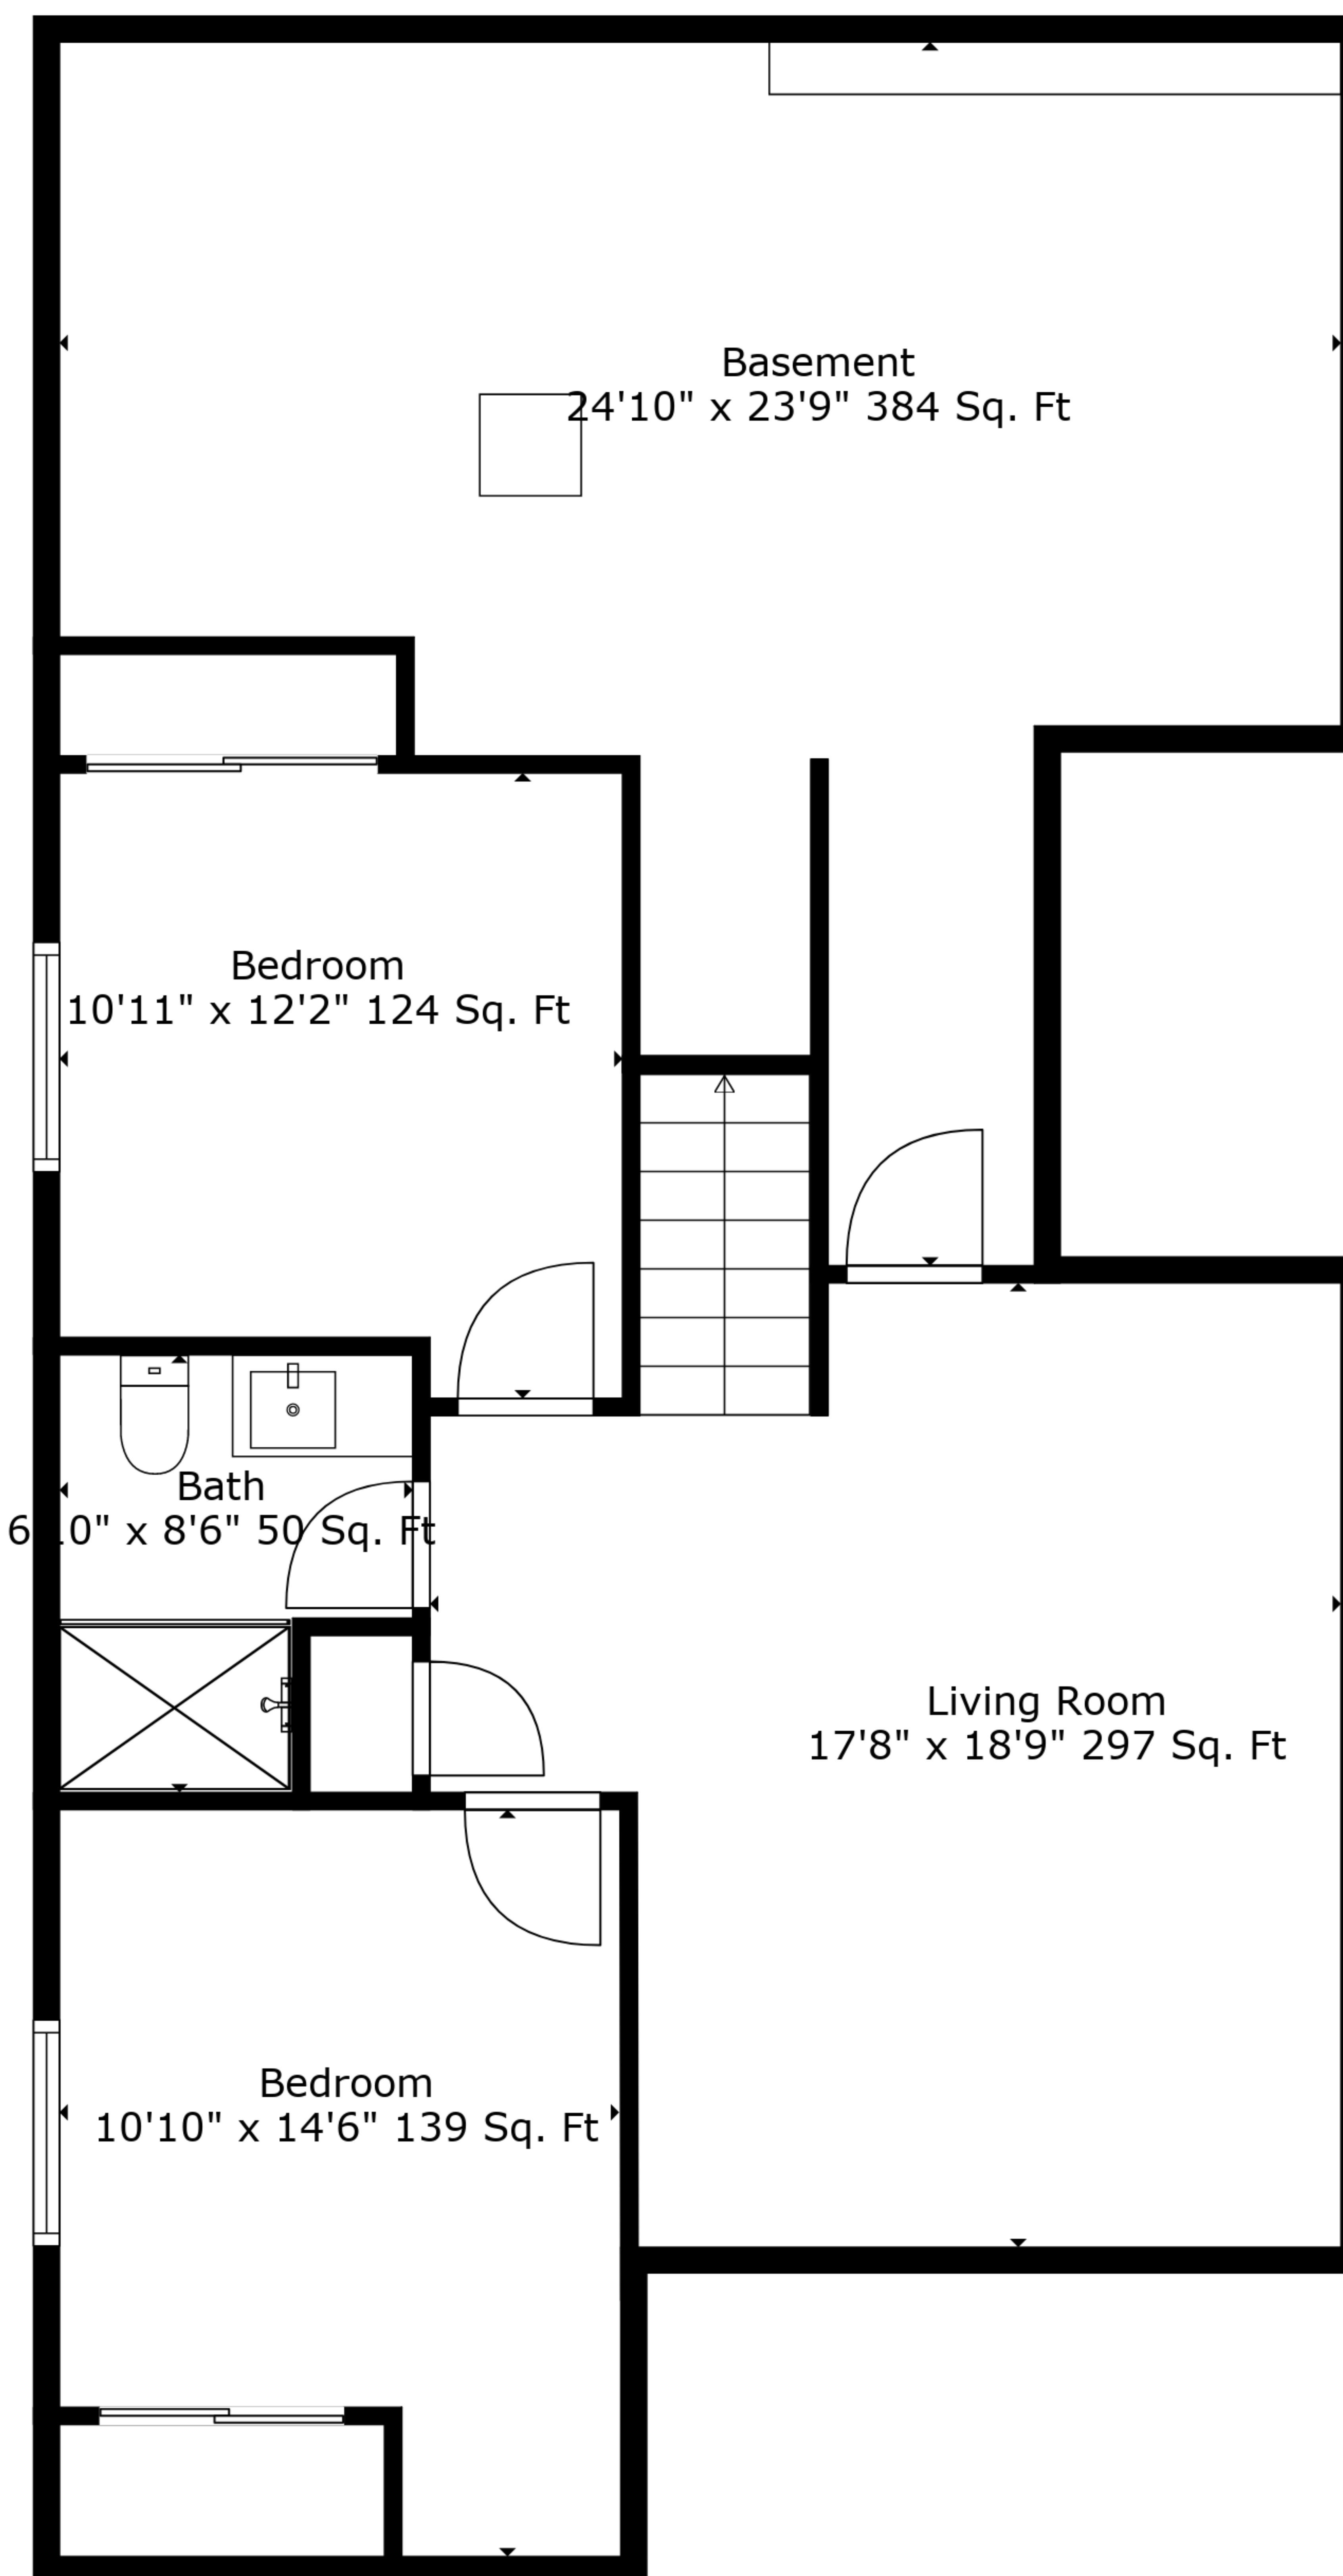 Basement
24'10" x 23'9" 384 Sq. Ft
Bedroom
10'11" x 12'2" 124 Sq. Ft
Bath
6'10" x 8'6" 50 Sq. Ft
Living Room
17'8" x 18'9" 297 Sq. Ft
Bedroom
10'10" x 14'6" 139 Sq. Ft